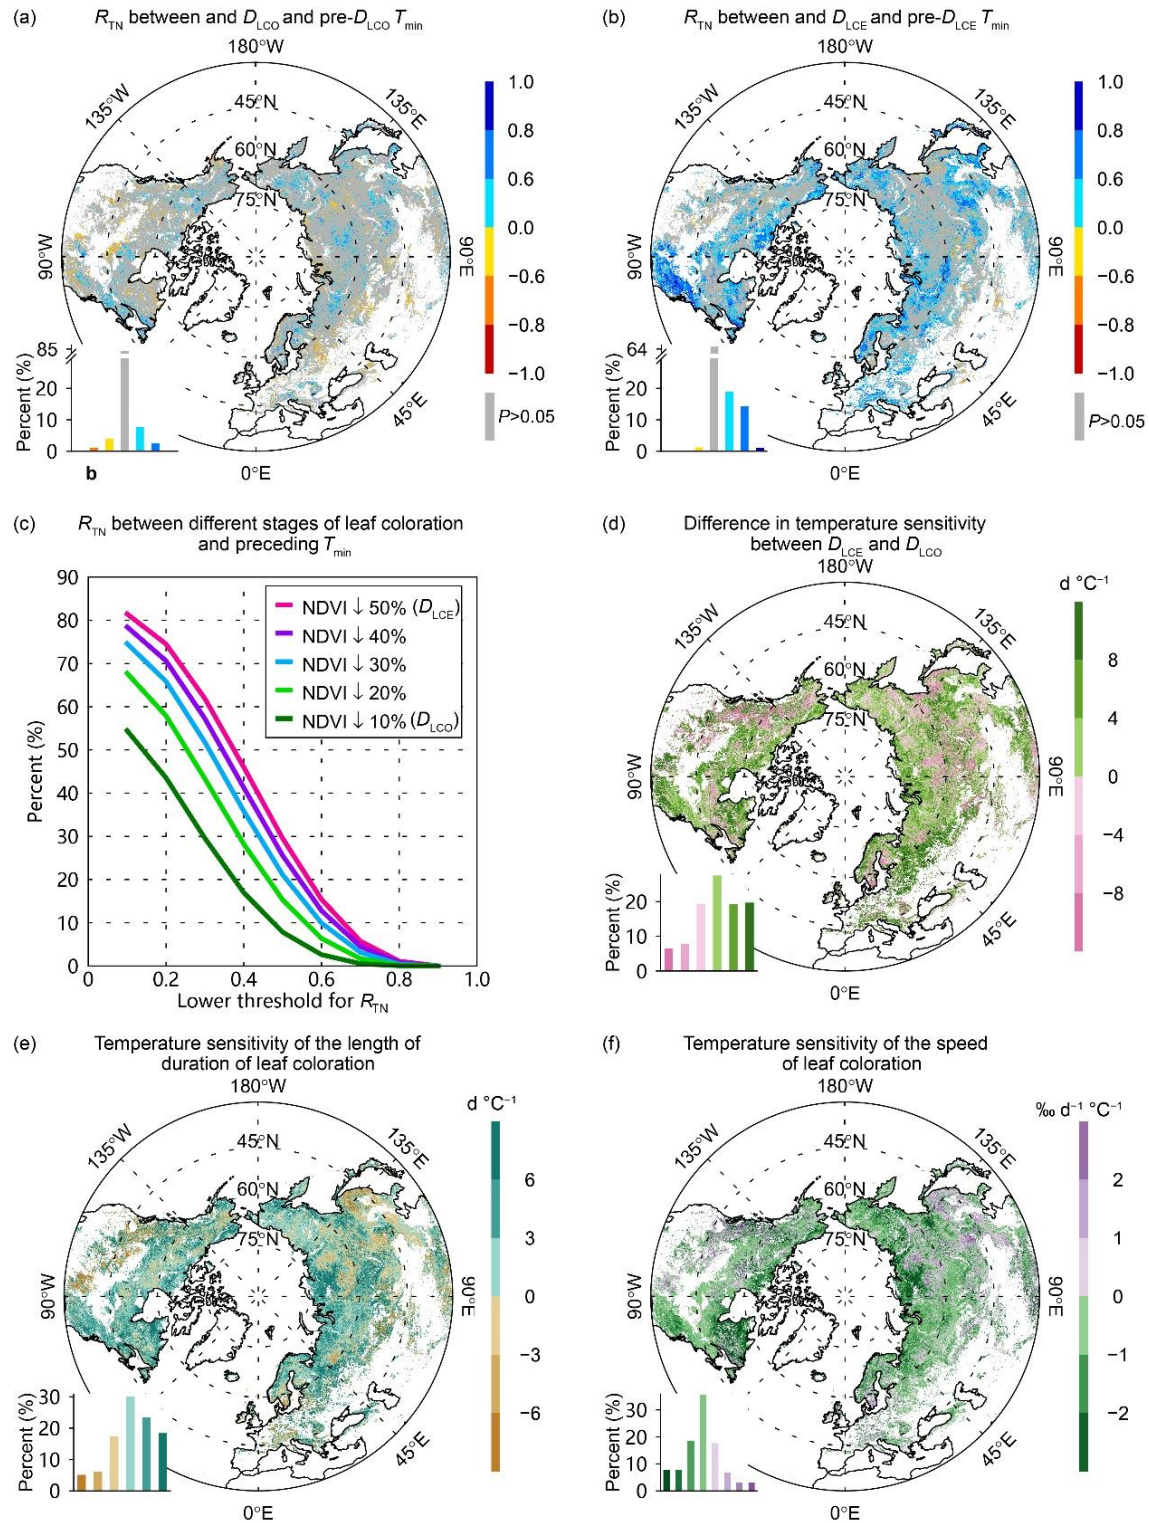 (a) R_TN between and D_LCO and pre-D_LCO T_min
180°W
135°W
45°N
135°E
60°N
75°N
90°W
90°E
45°E
0°E
1.0
0.8
0.6
0.0
−0.6
−0.8
−1.0
P>0.05
Percent (%)
85
20
10
0
b
(b) R_TN between and D_LCE and pre-D_LCE T_min
180°W
135°W
45°N
135°E
60°N
75°N
90°W
90°E
45°E
0°E
1.0
0.8
0.6
0.0
−0.6
−0.8
−1.0
P>0.05
Percent (%)
64
20
10
0
(c) R_TN between different stages of leaf coloration
and preceding T_min
Percent (%)
90
80
70
60
50
40
30
20
10
0
NDVI ↓ 50% (D_LCE)
NDVI ↓ 40%
NDVI ↓ 30%
NDVI ↓ 20%
NDVI ↓ 10% (D_LCO)
0 0.2 0.4 0.6 0.8 1.0
Lower threshold for R_TN
(d) Difference in temperature sensitivity
between D_LCE and D_LCO
180°W
d °C⁻¹
135°W
45°N
135°E
60°N
75°N
90°W
90°E
45°E
0°E
8
4
0
−4
−8
Percent (%)
20
10
0
(e) Temperature sensitivity of the length of
duration of leaf coloration
180°W
d °C⁻¹
135°W
45°N
135°E
60°N
75°N
90°W
90°E
45°E
0°E
6
3
0
−3
−6
Percent (%)
30
20
10
0
(f) Temperature sensitivity of the speed
of leaf coloration
180°W
‰ d⁻¹ °C⁻¹
135°W
45°N
135°E
60°N
75°N
90°W
90°E
45°E
0°E
2
1
0
−1
−2
Percent (%)
30
20
10
0